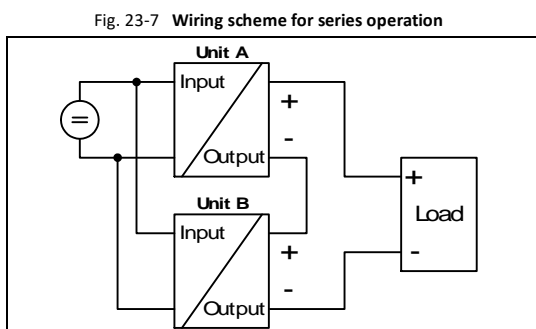 Fig. 23-7 Wiring scheme for series operation
Unit A
Input
+
-
Output
+
Load
-
Unit B
Input
+
-
Output